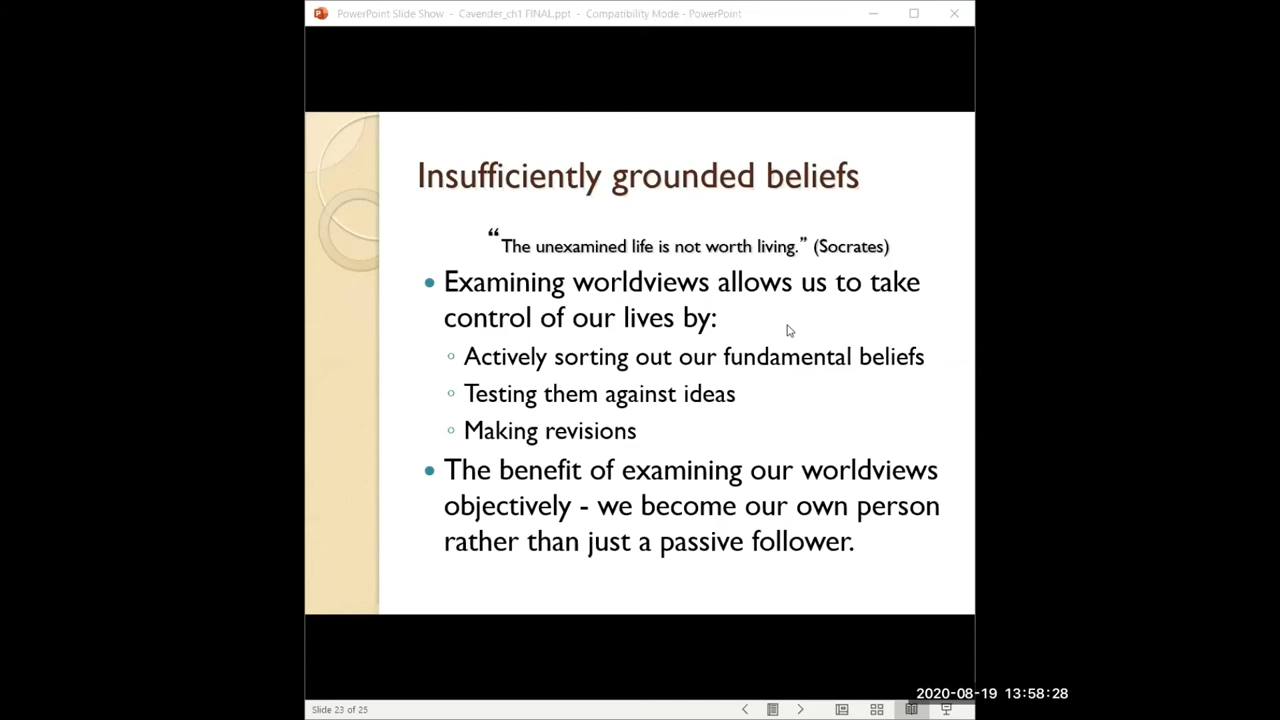 PowerPoint Slide Show - Cavender_ch1 FINAL.ppt - Compatibility Mode - PowerPoint
Insufficiently grounded beliefs
“The unexamined life is not worth living.” (Socrates)
• Examining worldviews allows us to take
control of our lives by:
◦ Actively sorting out our fundamental beliefs
◦ Testing them against ideas
◦ Making revisions
• The benefit of examining our worldviews
objectively - we become our own person
rather than just a passive follower.
2020-08-19 13:58:28
Slide 23 of 25